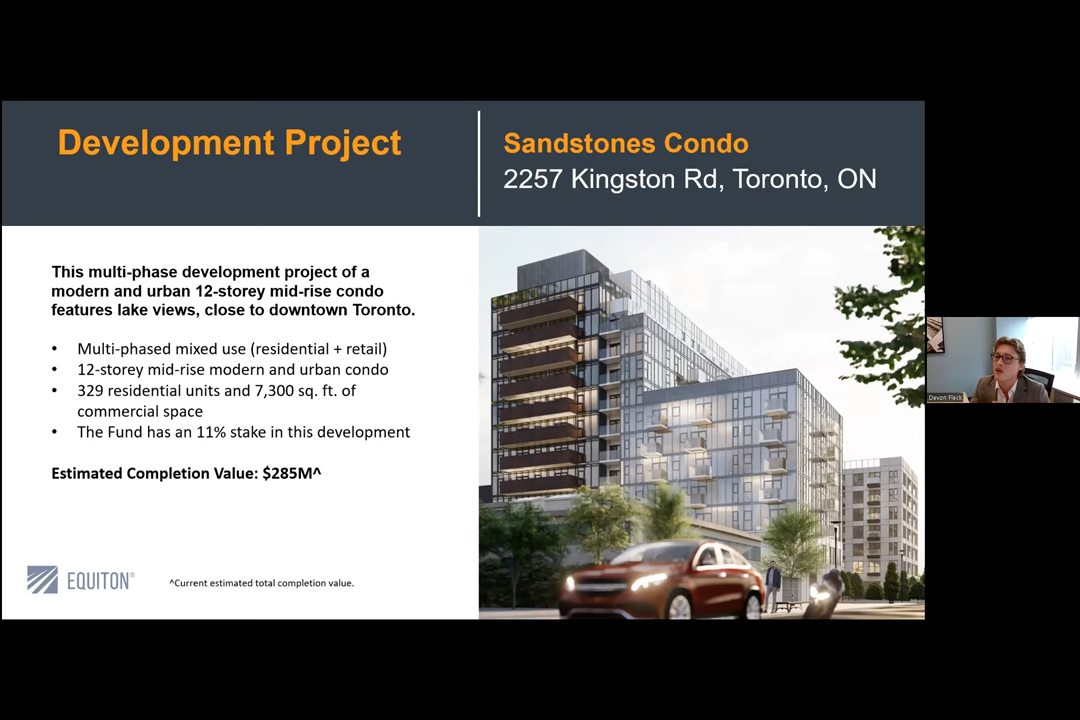 Development Project
Sandstones Condo
2257 Kingston Rd, Toronto, ON
This multi-phase development project of a
modern and urban 12-storey mid-rise condo
features lake views, close to downtown Toronto.
• Multi-phased mixed use (residential + retail)
• 12-storey mid-rise modern and urban condo
• 329 residential units and 7,300 sq. ft. of
commercial space
• The Fund has an 11% stake in this development
Estimated Completion Value: $285M^
EQUITON®
^Current estimated total completion value.
Devon Fleck